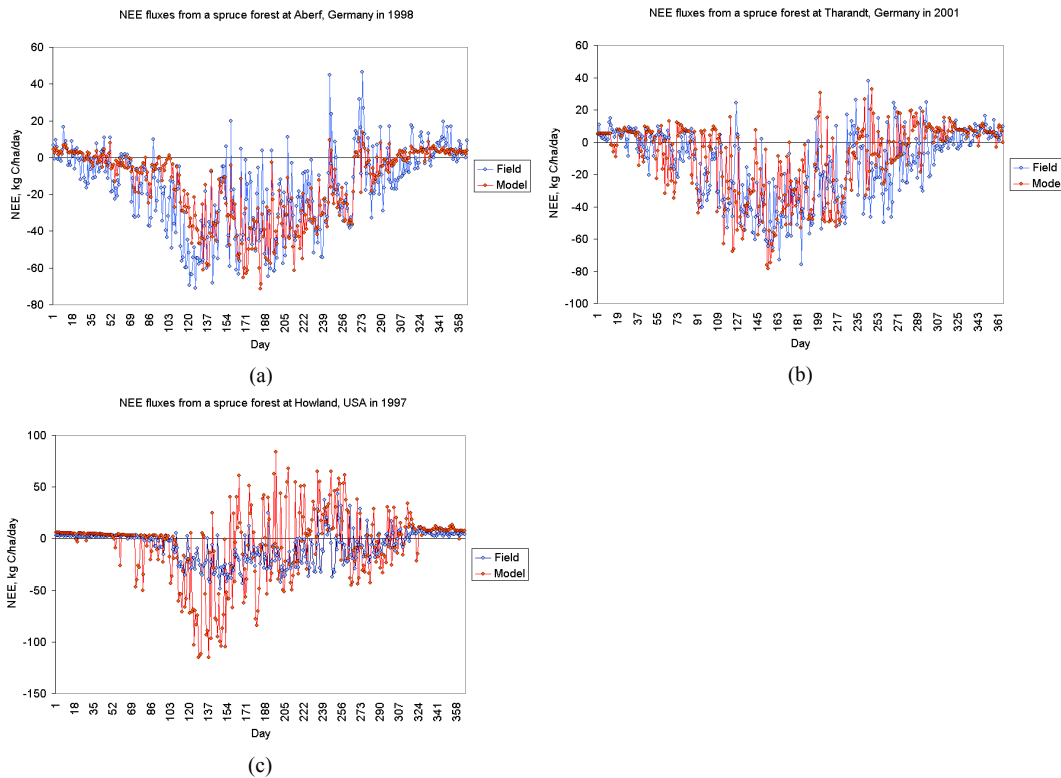 NEE fluxes from a spruce forest at Aberf, Germany in 1998
NEE, kg C/ha/day
60
40
20
0
-20
-40
-60
-80
1 18 35 52 69 86 103 120 137 154 171 188 205 222 239 256 273 290 307 324 341 358
Day
Field
Model
(a)
NEE fluxes from a spruce forest at Tharandt, Germany in 2001
NEE, kg C/ha/day
60
40
20
0
-20
-40
-60
-80
-100
1 19 37 55 73 91 109 127 145 163 181 199 217 235 253 271 289 307 325 343 361
Day
Field
Model
(b)
NEE fluxes from a spruce forest at Howland, USA in 1997
NEE, kg C/ha/day
100
50
0
-50
-100
-150
1 18 35 52 69 86 103 120 137 154 171 188 205 222 239 256 273 290 307 324 341 358
Day
Field
Model
(c)